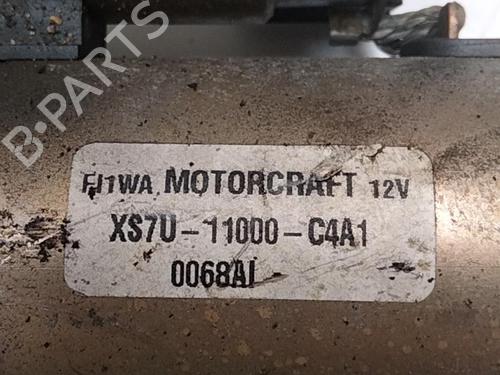 B-PARTS
FJ1WA MOTORCRAFT 12V
XS7U-11000-C4A1
0068AI